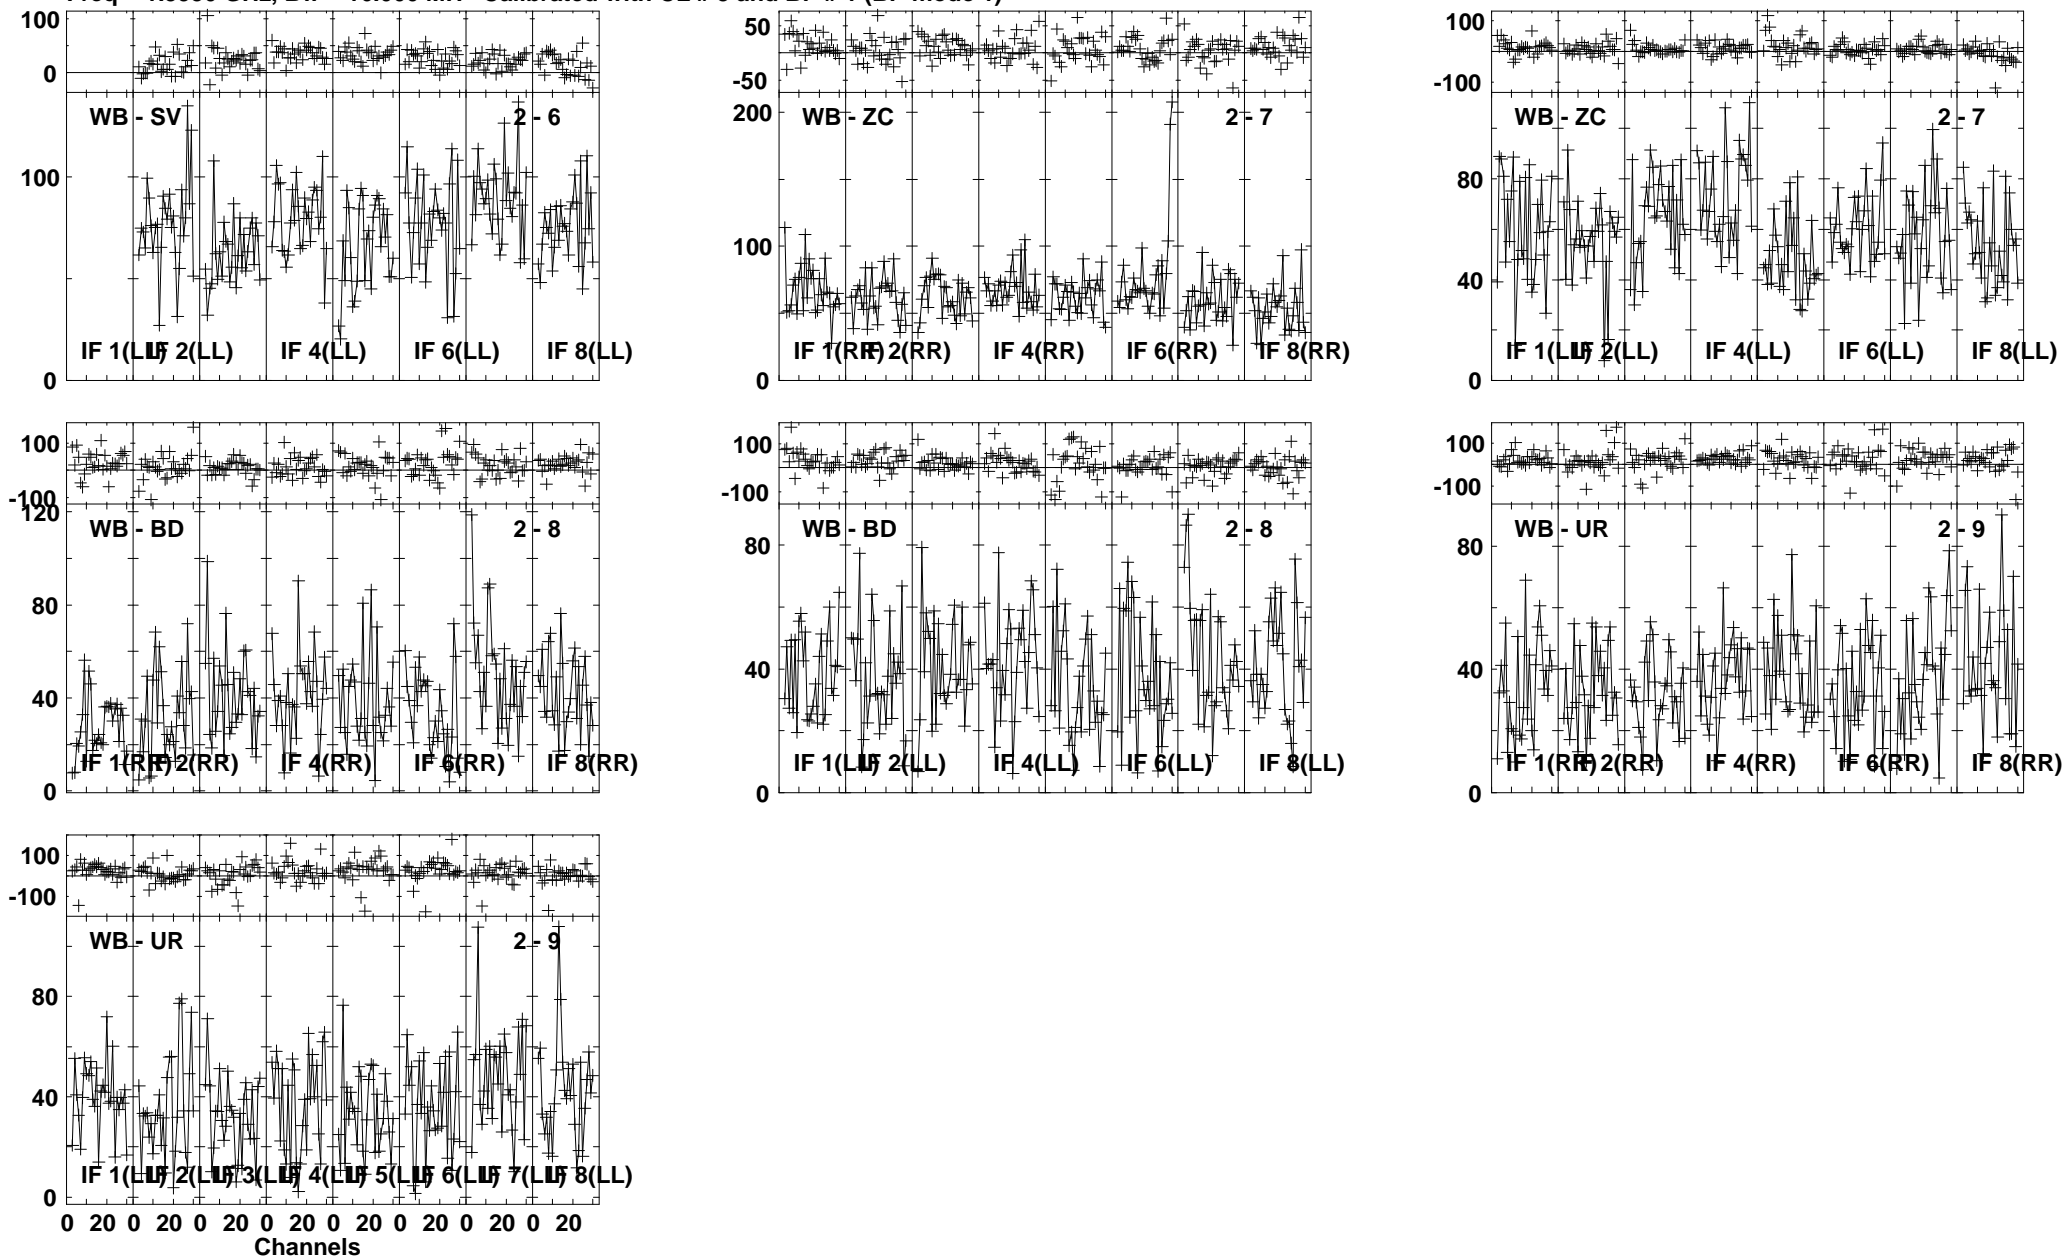 100
0
WB - SV
2 - 6
100
IF 1(LL)
IF 2(LL)
IF 4(LL)
IF 6(LL)
IF 8(LL)
0
50
-50
200
WB - ZC
2 - 7
100
IF 1(RR)
IF 2(RR)
IF 4(RR)
IF 6(RR)
IF 8(RR)
0
100
-100
WB - ZC
2 - 7
80
40
IF 1(LL)
IF 2(LL)
IF 4(LL)
IF 6(LL)
IF 8(LL)
0
100
-100
120
WB - BD
2 - 8
80
40
IF 1(RR)
IF 2(RR)
IF 4(RR)
IF 6(RR)
IF 8(RR)
0
100
-100
WB - BD
2 - 8
80
40
IF 1(LL)
IF 2(LL)
IF 4(LL)
IF 6(LL)
IF 8(LL)
0
100
-100
WB - UR
2 - 9
80
40
IF 1(RR)
IF 2(RR)
IF 4(RR)
IF 6(RR)
IF 8(RR)
0
100
-100
WB - UR
2 - 9
80
40
IF 1(LL)
IF 2(LL)
IF 3(LL)
IF 4(LL)
IF 5(LL)
IF 6(LL)
IF 7(LL)
IF 8(LL)
0
0 20 0 20 0 20 0 20 0 20 0 20 0 20 0 20
Channels